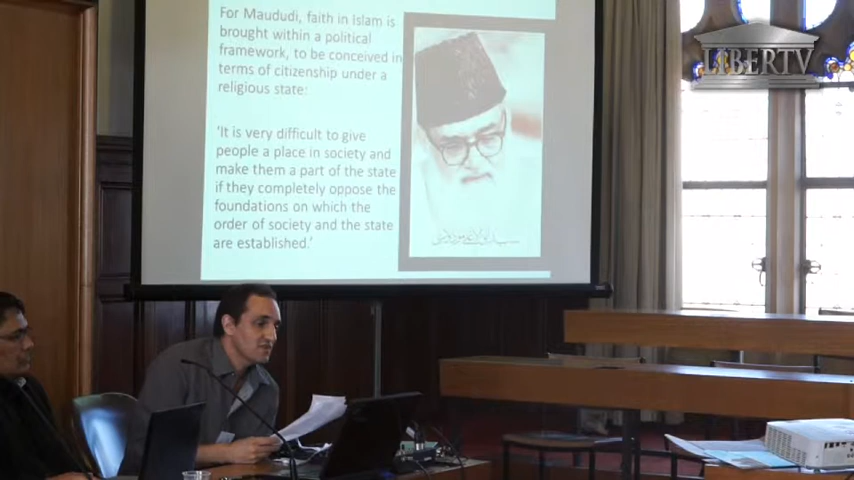 For Maududi, faith in Islam is
brought within a political
framework, to be conceived in
terms of citizenship under a
religious state:
'It is very difficult to give
people a place in society and
make them a part of the state
if they completely oppose the
foundations on which the
order of society and the state
are established.'
LIBERTV